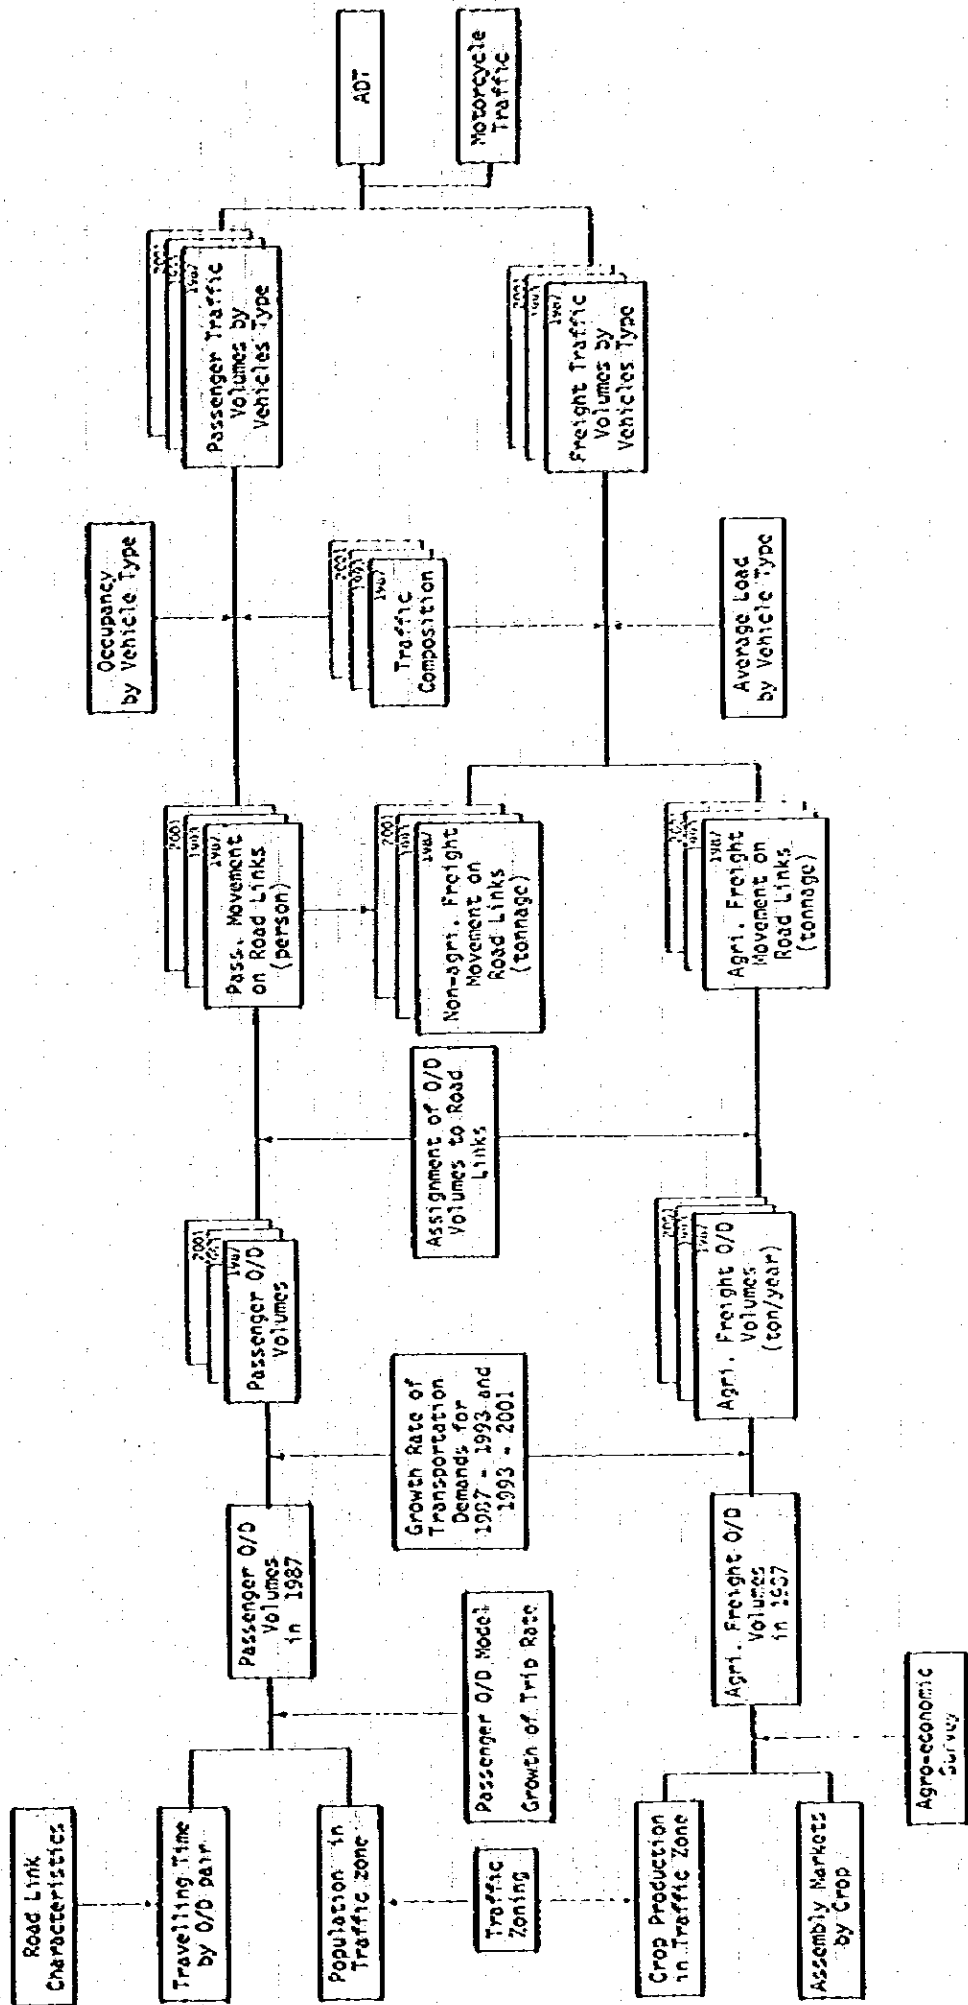 Road Link
Characteristics
Travelling Time
by O/D pair
Population in
Traffic zone
Traffic
Zoning
Crop Production
in Traffic Zone
Assembly Markets
by Crop
Passenger O/D Model
Growth of Trip Rate
Agro-economic
Survey
Passenger O/D
Volumes
in 1987
Growth Rate of
Transportation
Demands for
1987 - 1993 and
1993 - 2001
Agri. Freight O/D
Volumes
in 1987
2001
1987
Passenger O/D
Volumes
Assignment of O/D
Volumes to Road
Links
2001
1987
Agri. Freight O/D
Volumes
(ton/year)
2001
1993
1987
Pass. Movement
on Road Links
(person)
2001
1993
1987
Non-agri. Freight
Movement on
Road Links
(tonnage)
1987
Agri. Freight
Movement on
Road Links
(tonnage)
Occupancy
by Vehicle Type
2001
1993
1987
Traffic
Composition
Average Load
by Vehicle Type
2001
1987
Passenger Traffic
Volumes by
Vehicles Type
2001
1987
Freight Traffic
Volumes by
Vehicles Type
ADT
Motorcycle
Traffic